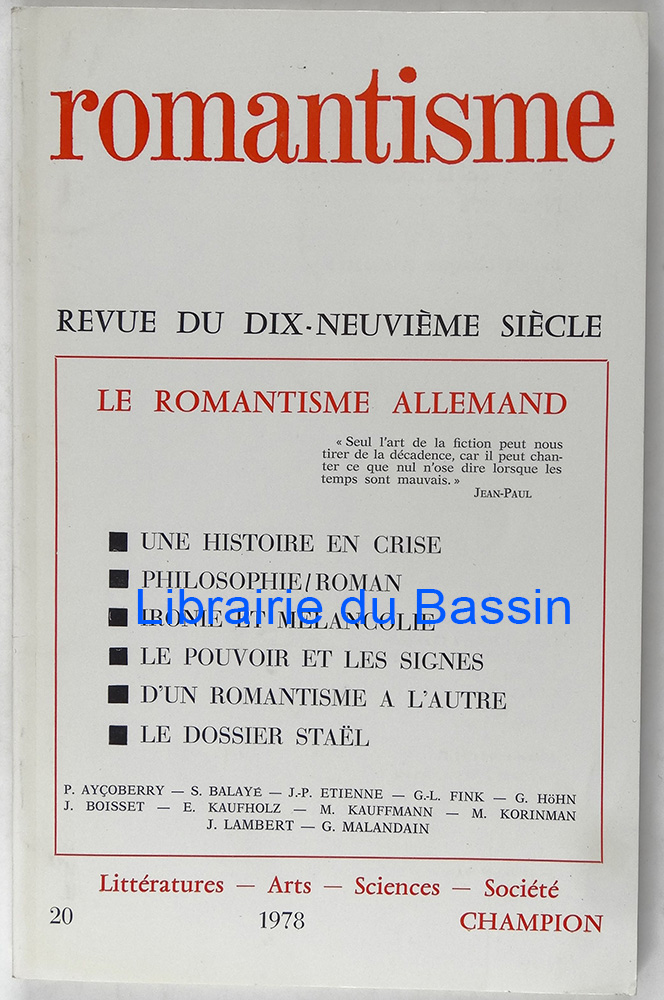 romantisme
REVUE DU DIX-NEUVIÈME SIÈCLE
LE ROMANTISME ALLEMAND
« Seul l'art de la fiction peut nous
tirer de la décadence, car il peut chan-
ter ce que nul n'ose dire lorsque les
temps sont mauvais. »
JEAN-PAUL
■ UNE HISTOIRE EN CRISE
■ PHILOSOPHIE/ROMAN
Librairie du Bassin
■ IRONIE ET MELANCOLIE
■ LE POUVOIR ET LES SIGNES
■ D'UN ROMANTISME A L'AUTRE
■ LE DOSSIER STAËL
P. AYÇOBERRY — S. BALAYÉ — J.-P. ETIENNE — G.-L. FINK — G. HöHN
J. BOISSET — E. KAUFHOLZ — M. KAUFFMANN — M. KORINMAN
J. LAMBERT — G. MALANDAIN
Littératures — Arts — Sciences — Société
20 1978 CHAMPION